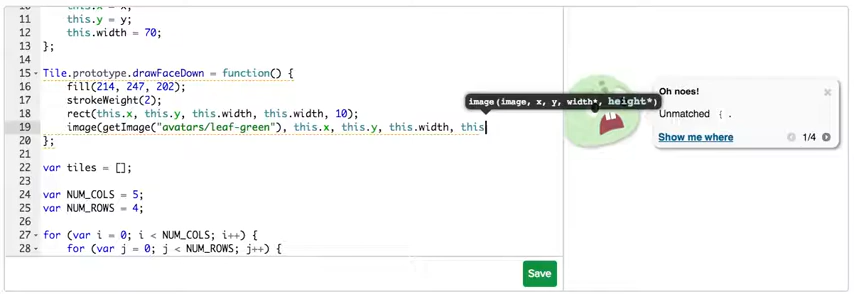 11 this.x = x;
12 this.y = y;
13 this.width = 70;
};
14
15 Tile.prototype.drawFaceDown = function() {
16 fill(214, 247, 202);
17 strokeWeight(2);
18 rect(this.x, this.y, this.width, this.width, 10);
19 image(getImage("avatars/leaf-green"), this.x, this.y, this.width, this
20 };
21
22 var tiles = [];
23
24 var NUM_COLS = 5;
25 var NUM_ROWS = 4;
26
27 for (var i = 0; i < NUM_COLS; i++) {
28 for (var j = 0; j < NUM_ROWS; j++) {
image(image, x, y, width*, height*)
Oh noes!
Unmatched { .
Show me where
1/4
Save